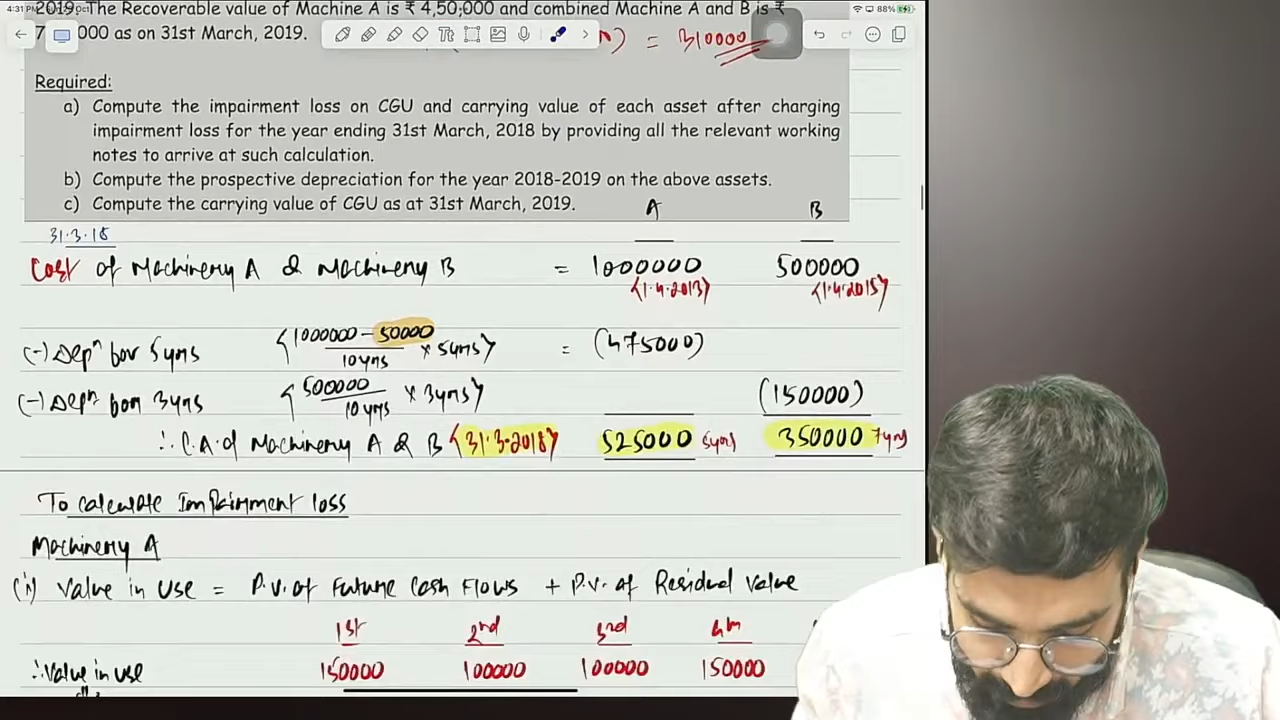 4:31 PM
88%
2019. The Recoverable value of Machine A is ₹ 4,50,000 and combined Machine A and B is ₹
7 000 as on 31st March, 2019.
= 310000
Required:
a) Compute the impairment loss on CGU and carrying value of each asset after charging
impairment loss for the year ending 31st March, 2018 by providing all the relevant working
notes to arrive at such calculation.
b) Compute the prospective depreciation for the year 2018-2019 on the above assets.
c) Compute the carrying value of CGU as at 31st March, 2019.
A B
31.3.18
Cost of Machinery A & Machinery B = 1000000 500000
(1.4.2013) (1.4.2015)
(-) Depn for 5yrs {1000000 - 50000 / 10yrs × 5yrs} = (475000)
(-) Depn for 3yrs {500000 / 10yrs × 3yrs} (150000)
∴ C.A. of Machinery A & B (31.3.2018) 525000 5yrs 350000 7yrs
To calculate Impairment loss
Machinery A
(i) Value in use = P.V. of Future Cash Flows + P.V. of Residual value
1st 2nd 3rd 4th
∴ Value in use 150000 100000 100000 150000